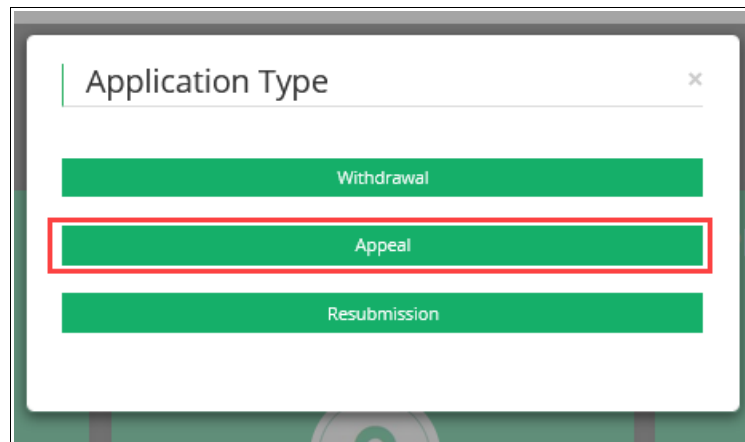 Application Type
×
Withdrawal
Appeal
Resubmission